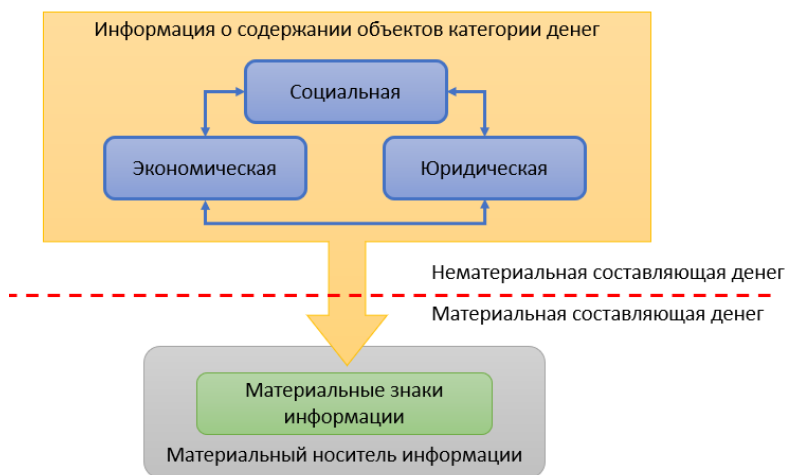 Информация о содержании объектов категории денег
Социальная
Экономическая
Юридическая
Нематериальная составляющая денег
Материальная составляющая денег
Материальные знаки
информации
Материальный носитель информации